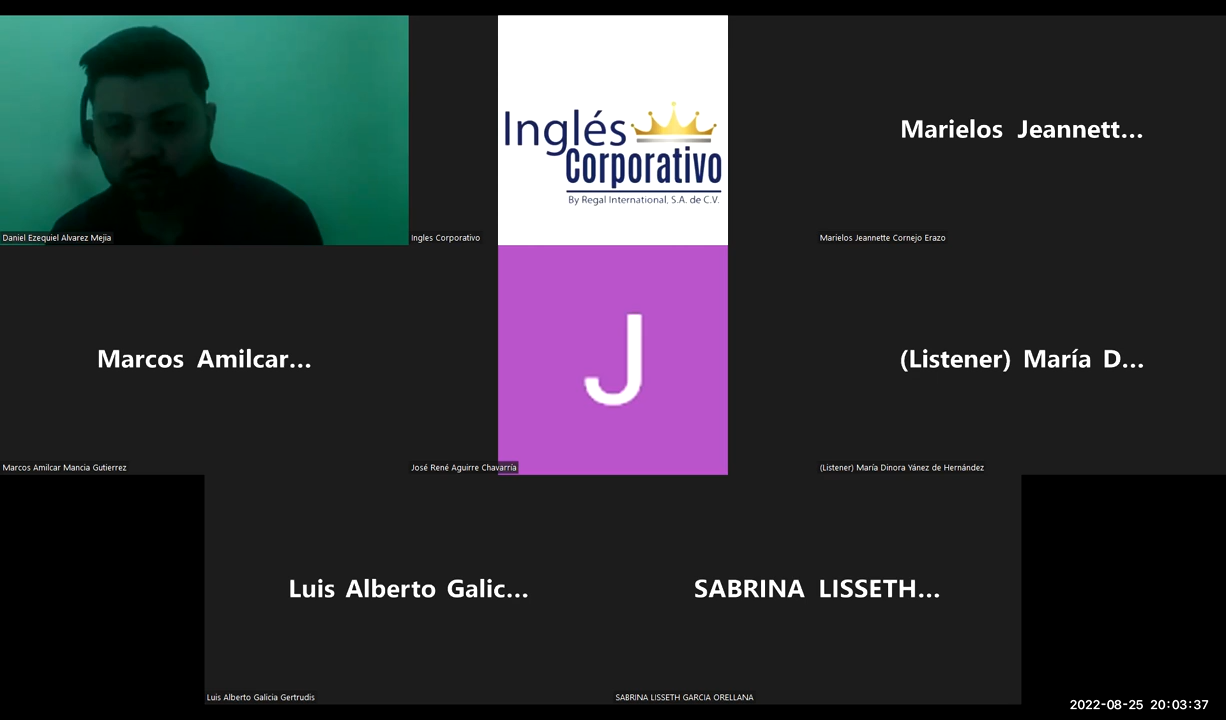 Inglés
Corporativo
By Regal International, S.A. de C.V.
Marielos Jeannett...
Daniel Ezequiel Alvarez Mejia
Ingles Corporativo
Marielos Jeannette Cornejo Erazo
Marcos Amilcar...
J
(Listener) María D...
Marcos Amilcar Mancia Gutierrez
José René Aguirre Chavarría
(Listener) María Dinora Yánez de Hernández
Luis Alberto Galic...
SABRINA LISSETH...
Luis Alberto Galicia Gertrudis
SABRINA LISSETH GARCIA ORELLANA
2022-08-25 20:03:37